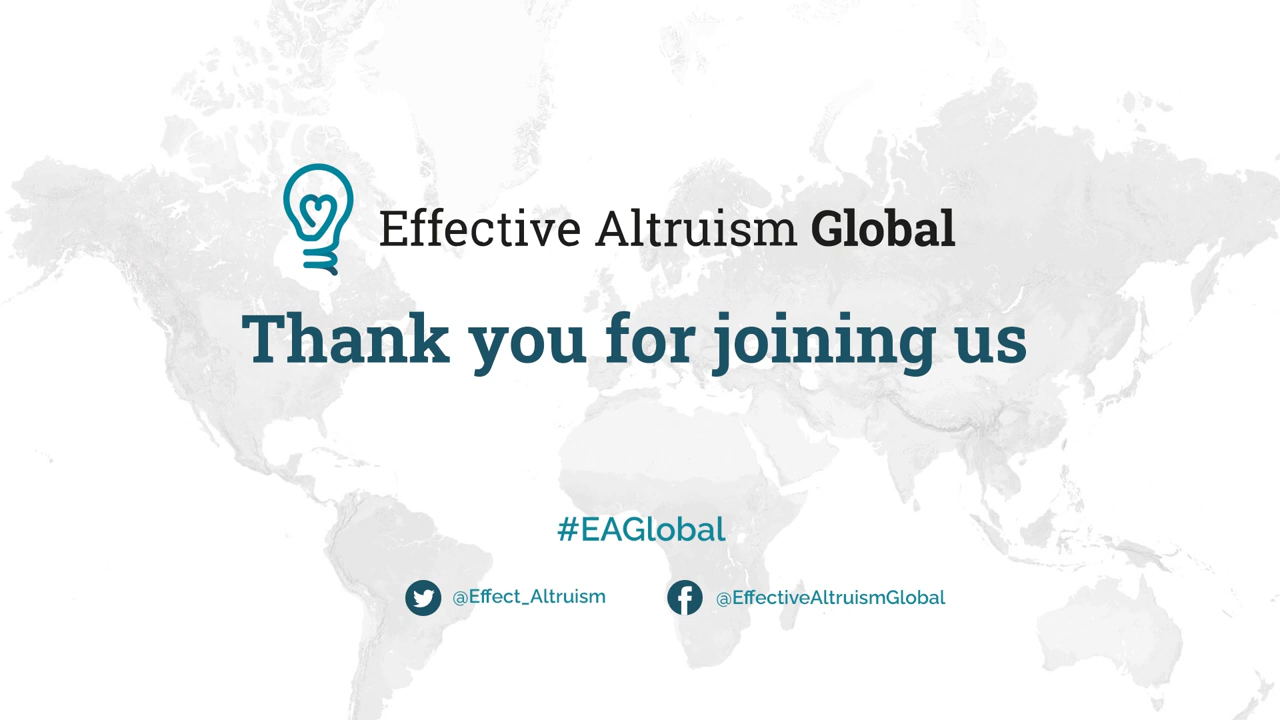 Effective Altruism Global
Thank you for joining us
#EAGlobal
@Effect_Altruism
@EffectiveAltruismGlobal